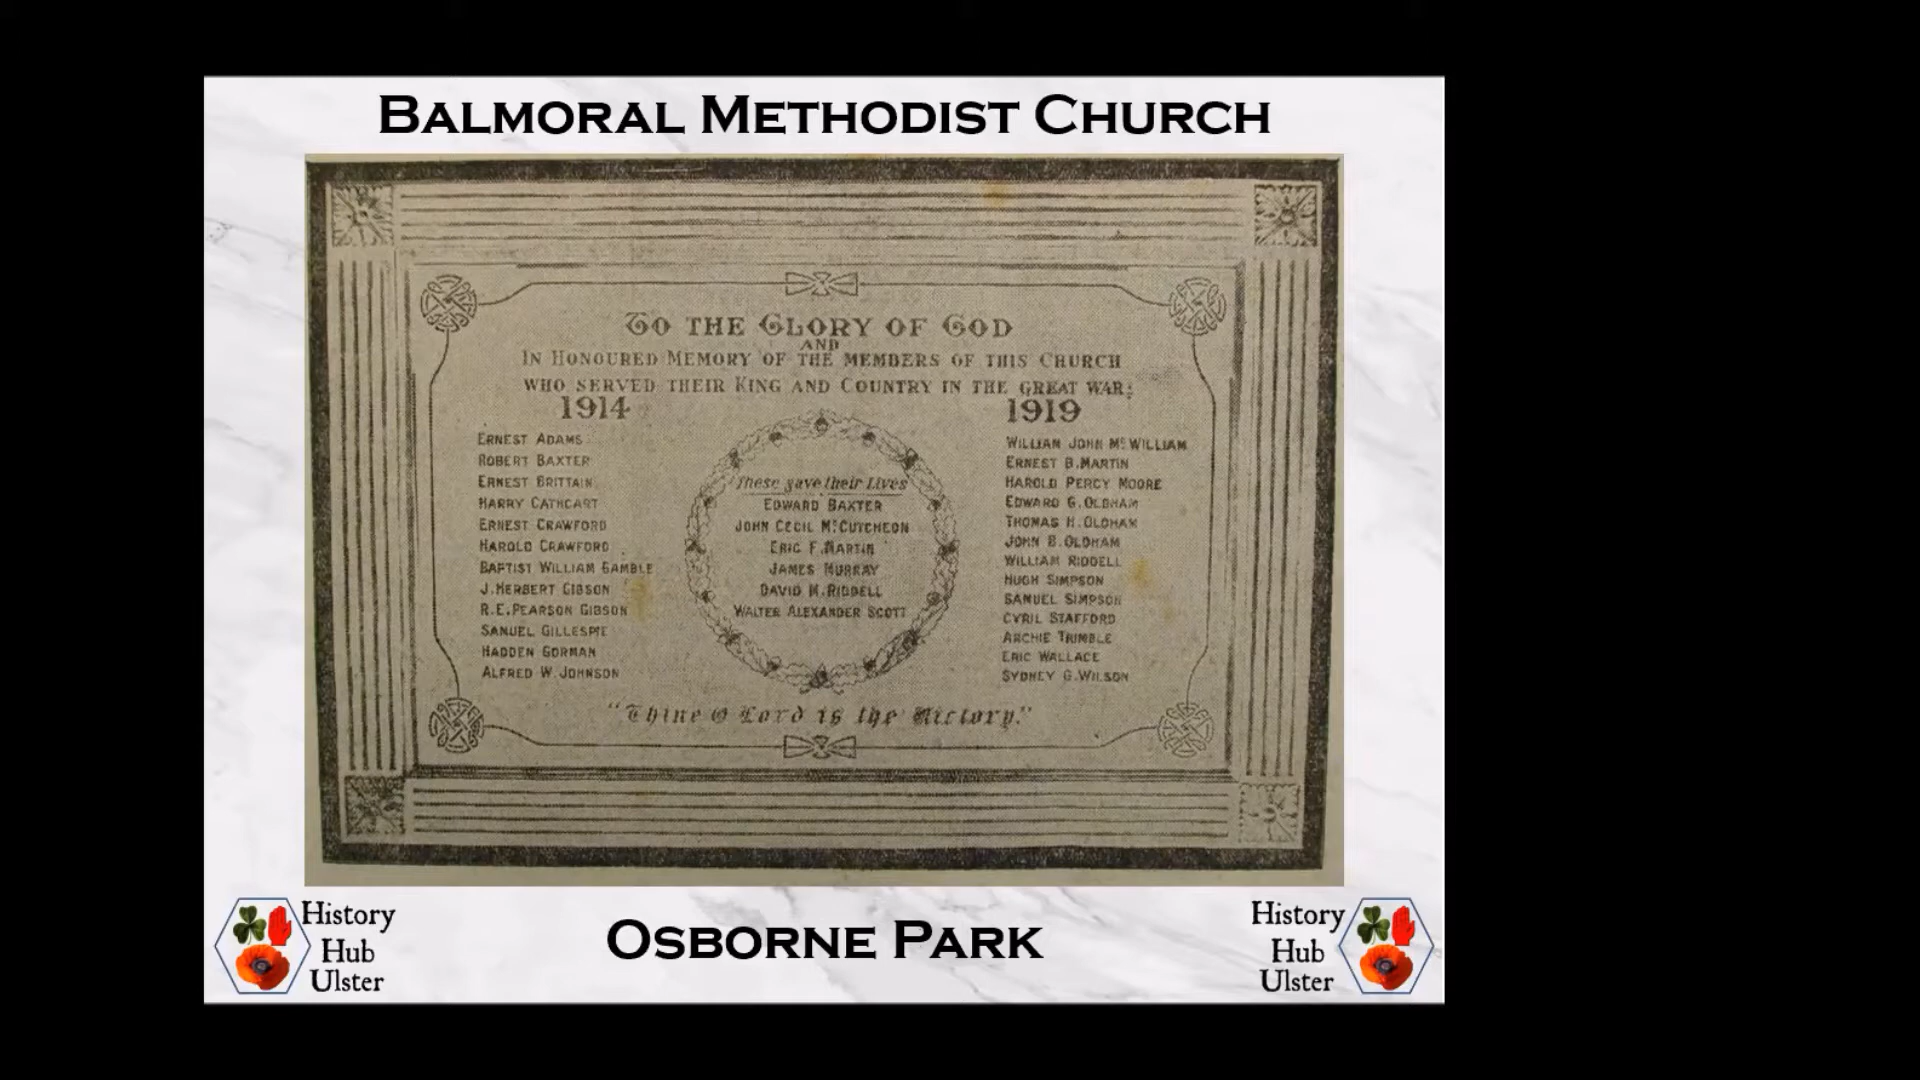 BALMORAL METHODIST CHURCH
TO THE GLORY OF GOD
AND
IN HONOURED MEMORY OF THE MEMBERS OF THIS CHURCH
WHO SERVED THEIR KING AND COUNTRY IN THE GREAT WAR:
1914
ERNEST ADAMS
ROBERT BAXTER
ERNEST BRITTAIN
HARRY CATHCART
ERNEST CRAWFORD
HAROLD CRAWFORD
BAPTIST WILLIAM GAMBLE
J. HERBERT GIBSON
R.E. PEARSON GIBSON
SAMUEL GILLESPIE
HADDEN GORMAN
ALFRED W. JOHNSON
These gave their Lives
EDWARD BAXTER
JOHN CECIL McCUTCHEON
ERIC F. MARTIN
JAMES MURRAY
DAVID M. RIDDELL
WALTER ALEXANDER SCOTT
1919
WILLIAM JOHN McWILLIAM
ERNEST B. MARTIN
HAROLD PERCY MOORE
EDWARD G. OLDHAM
THOMAS H. OLDHAM
JOHN B. OLDHAM
WILLIAM RIDDELL
HUGH SIMPSON
SAMUEL SIMPSON
CYRIL STAFFORD
ARCHIE TRIMBLE
ERIC WALLACE
SYDNEY G. WILSON
"Thine O Lord is the Victory."
History
Hub
Ulster
OSBORNE PARK
History
Hub
Ulster